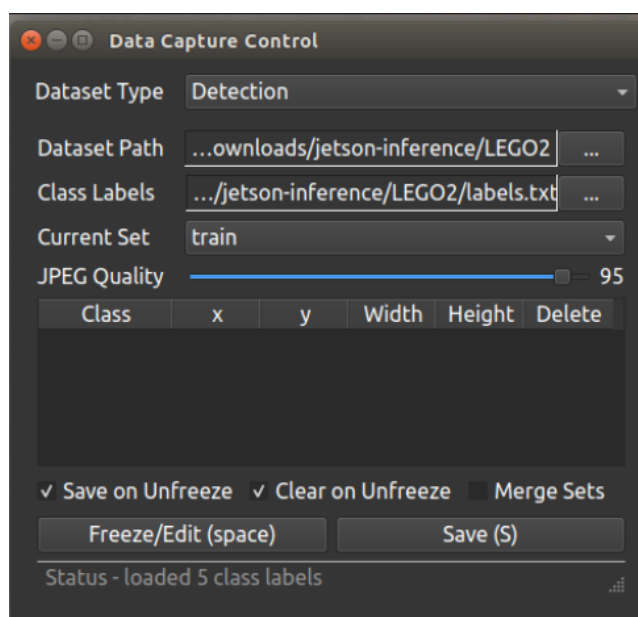 Data Capture Control
Dataset Type Detection
Dataset Path ...ownloads/jetson-inference/LEGO2 ...
Class Labels .../jetson-inference/LEGO2/labels.txt ...
Current Set train
JPEG Quality 95
Class x y Width Height Delete
Save on Unfreeze Clear on Unfreeze Merge Sets
Freeze/Edit (space) Save (S)
Status - loaded 5 class labels